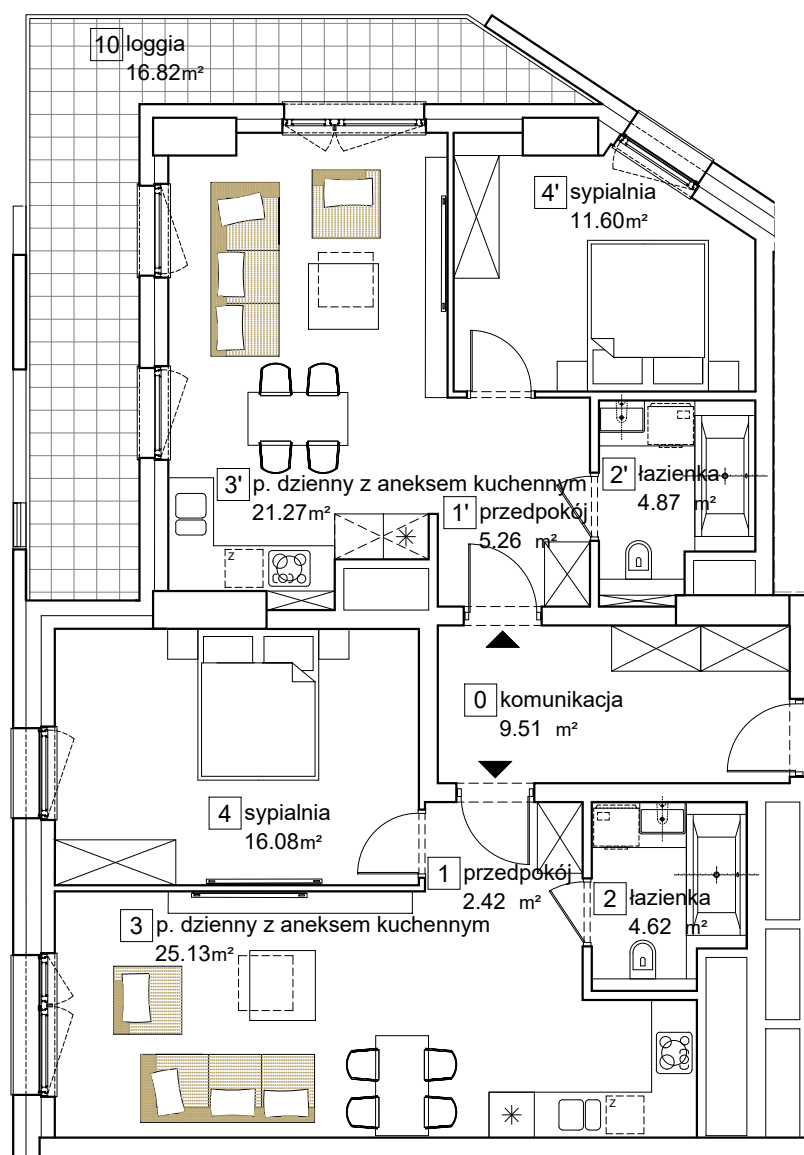 10 loggia
16.82m²
4' sypialnia
11.60m²
3' p. dzienny z aneksem kuchennym
21.27m²
2' łazienka
4.87 m²
1' przedpokój
5.26 m²
z
0 komunikacja
9.51 m²
4 sypialnia
16.08m²
1 przedpokój
2.42 m²
2 łazienka
4.62 m²
3 p. dzienny z aneksem kuchennym
25.13m²
z